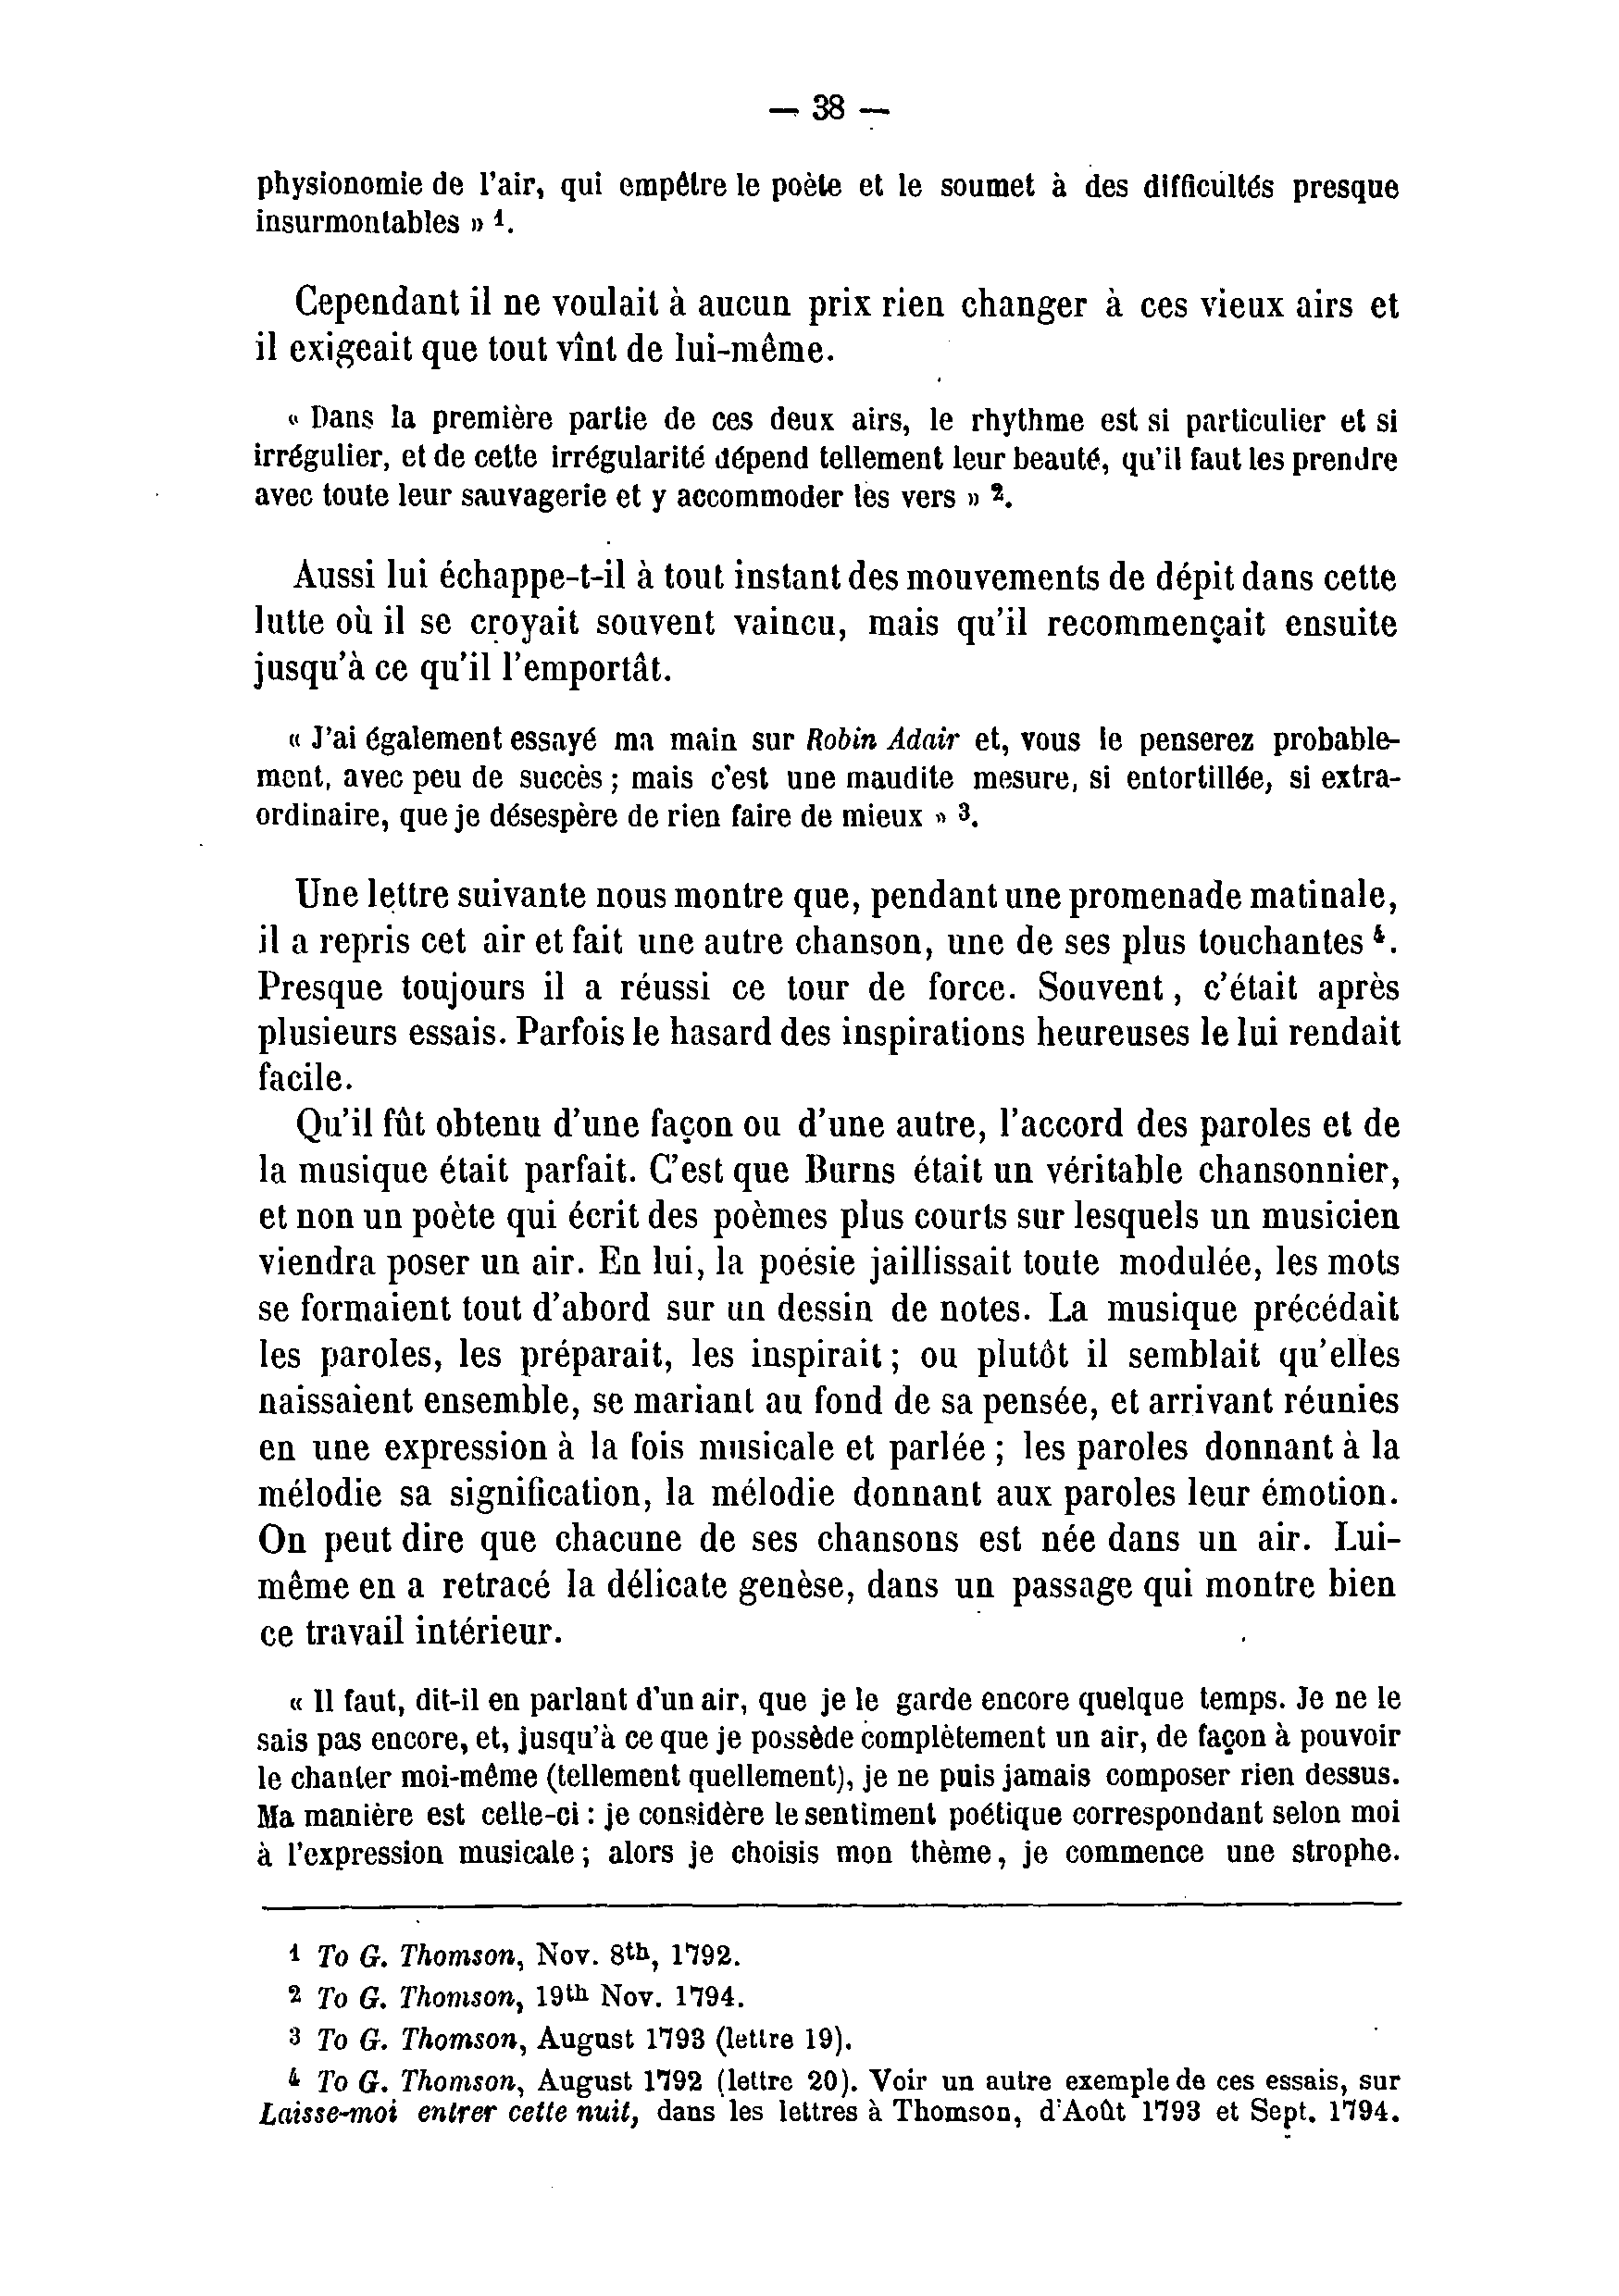 — 38 —
physionomie de l'air, qui empêtre le poète et le soumet à des difficultés presque
insurmontables » 1.
Cependant il ne voulait à aucun prix rien changer à ces vieux airs et
il exigeait que tout vînt de lui-même.
« Dans la première partie de ces deux airs, le rhythme est si particulier et si
irrégulier, et de cette irrégularité dépend tellement leur beauté, qu'il faut les prendre
avec toute leur sauvagerie et y accommoder les vers » 2.
Aussi lui échappe-t-il à tout instant des mouvements de dépit dans cette
lutte où il se croyait souvent vaincu, mais qu'il recommençait ensuite
jusqu'à ce qu'il l'emportât.
« J'ai également essayé ma main sur Robin Adair et, vous le penserez probable-
ment, avec peu de succès ; mais c'est une maudite mesure, si entortillée, si extra-
ordinaire, que je désespère de rien faire de mieux » 3.
Une lettre suivante nous montre que, pendant une promenade matinale,
il a repris cet air et fait une autre chanson, une de ses plus touchantes 4.
Presque toujours il a réussi ce tour de force. Souvent, c'était après
plusieurs essais. Parfois le hasard des inspirations heureuses le lui rendait
facile.
Qu'il fût obtenu d'une façon ou d'une autre, l'accord des paroles et de
la musique était parfait. C'est que Burns était un véritable chansonnier,
et non un poète qui écrit des poèmes plus courts sur lesquels un musicien
viendra poser un air. En lui, la poésie jaillissait toute modulée, les mots
se formaient tout d'abord sur un dessin de notes. La musique précédait
les paroles, les préparait, les inspirait ; ou plutôt il semblait qu'elles
naissaient ensemble, se mariant au fond de sa pensée, et arrivant réunies
en une expression à la fois musicale et parlée ; les paroles donnant à la
mélodie sa signification, la mélodie donnant aux paroles leur émotion.
On peut dire que chacune de ses chansons est née dans un air. Lui-
même en a retracé la délicate genèse, dans un passage qui montre bien
ce travail intérieur.
« Il faut, dit-il en parlant d'un air, que je le garde encore quelque temps. Je ne le
sais pas encore, et, jusqu'à ce que je possède complètement un air, de façon à pouvoir
le chanter moi-même (tellement quellement), je ne puis jamais composer rien dessus.
Ma manière est celle-ci : je considère le sentiment poétique correspondant selon moi
à l'expression musicale ; alors je choisis mon thème, je commence une strophe.
1 To G. Thomson, Nov. 8th, 1792.
2 To G. Thomson, 19th Nov. 1794.
3 To G. Thomson, August 1793 (lettre 19).
4 To G. Thomson, August 1792 (lettre 20). Voir un autre exemple de ces essais, sur
Laisse-moi entrer cette nuit, dans les lettres à Thomson, d'Août 1793 et Sept. 1794.